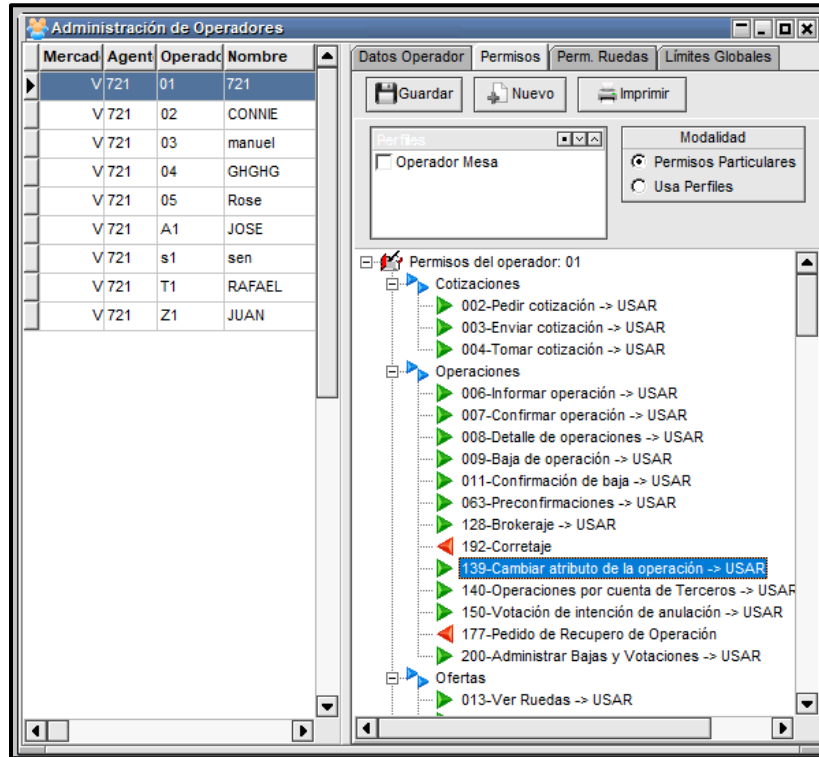 Administración de Operadores
Mercad Agent Operado Nombre
V 721 01 721
V 721 02 CONNIE
V 721 03 manuel
V 721 04 GHGHG
V 721 05 Rose
V 721 A1 JOSE
V 721 s1 sen
V 721 T1 RAFAEL
V 721 Z1 JUAN
Datos Operador Permisos Perm. Ruedas Límites Globales
Guardar Nuevo Imprimir
Perfiles
Operador Mesa
Modalidad
Permisos Particulares
Usa Perfiles
Permisos del operador: 01
Cotizaciones
002-Pedir cotización -> USAR
003-Enviar cotización -> USAR
004-Tomar cotización -> USAR
Operaciones
006-Informar operación -> USAR
007-Confirmar operación -> USAR
008-Detalle de operaciones -> USAR
009-Baja de operación -> USAR
011-Confirmación de baja -> USAR
063-Preconfirmaciones -> USAR
128-Brokeraje -> USAR
192-Corretaje
139-Cambiar atributo de la operación -> USAR
140-Operaciones por cuenta de Terceros -> USAR
150-Votación de intención de anulación -> USAR
177-Pedido de Recupero de Operación
200-Administrar Bajas y Votaciones -> USAR
Ofertas
013-Ver Ruedas -> USAR